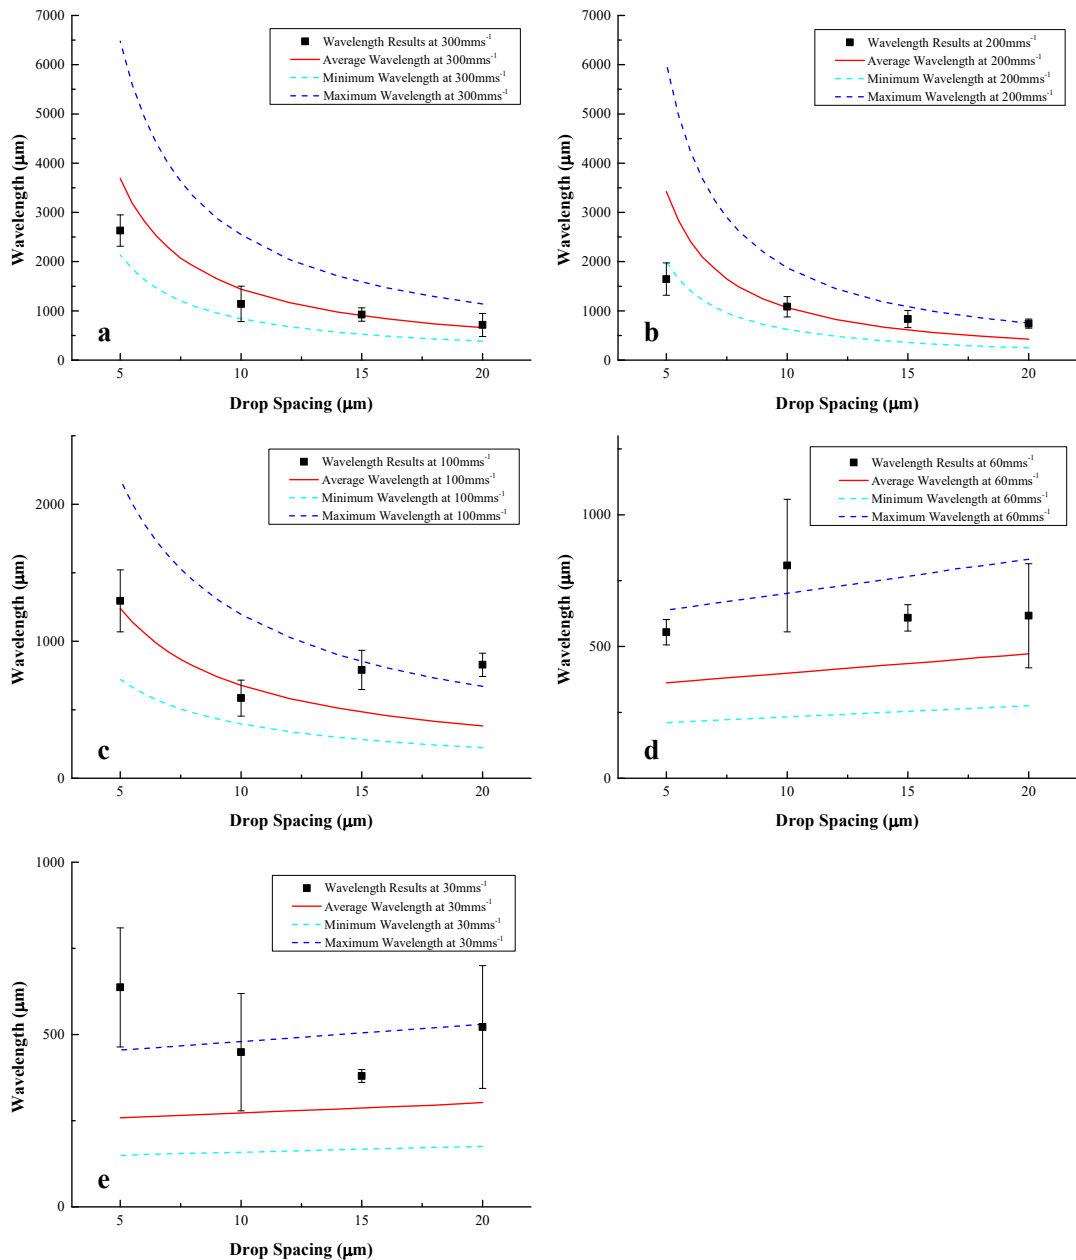 7000
6000
5000
4000
3000
2000
1000
0
Wavelength (μm)
Wavelength Results at 300mms⁻¹
Average Wavelength at 300mms⁻¹
Minimum Wavelength at 300mms⁻¹
Maximum Wavelength at 300mms⁻¹
a
5 10 15 20
Drop Spacing (μm)
7000
6000
5000
4000
3000
2000
1000
0
Wavelength (μm)
Wavelength Results at 200mms⁻¹
Average Wavelength at 200mms⁻¹
Minimum Wavelength at 200mms⁻¹
Maximum Wavelength at 200mms⁻¹
b
5 10 15 20
Drop Spacing (μm)
2000
1000
0
Wavelength (μm)
Wavelength Results at 100mms⁻¹
Average Wavelength at 100mms⁻¹
Minimum Wavelength at 100mms⁻¹
Maximum Wavelength at 100mms⁻¹
c
5 10 15 20
Drop Spacing (μm)
1000
500
0
Wavelength (μm)
Wavelength Results at 60mms⁻¹
Average Wavelength at 60mms⁻¹
Minimum Wavelength at 60mms⁻¹
Maximum Wavelength at 60mms⁻¹
d
5 10 15 20
Drop Spacing (μm)
1000
500
0
Wavelength (μm)
Wavelength Results at 30mms⁻¹
Average Wavelength at 30mms⁻¹
Minimum Wavelength at 30mms⁻¹
Maximum Wavelength at 30mms⁻¹
e
5 10 15 20
Drop Spacing (μm)